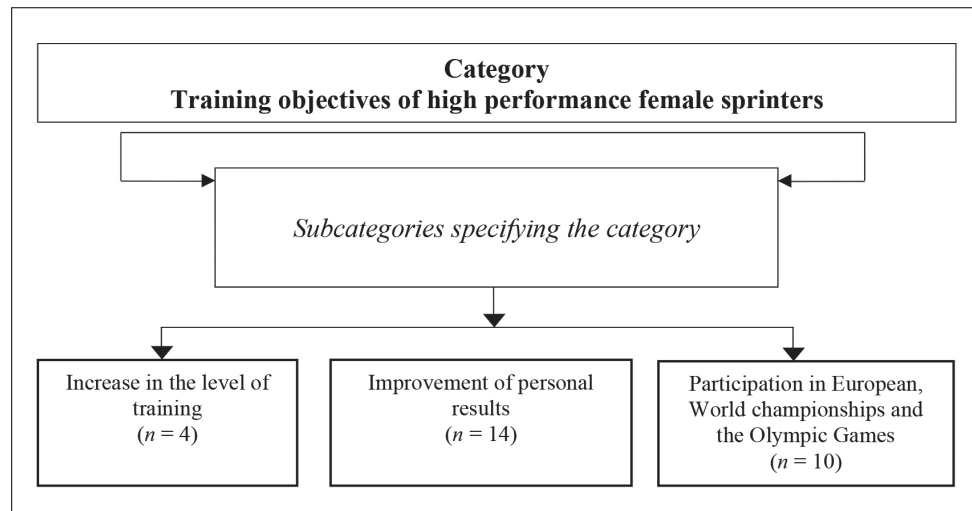 Category
Training objectives of high performance female sprinters
Subcategories specifying the category
Increase in the level of
training
(n = 4)
Improvement of personal
results
(n = 14)
Participation in European,
World championships and
the Olympic Games
(n = 10)